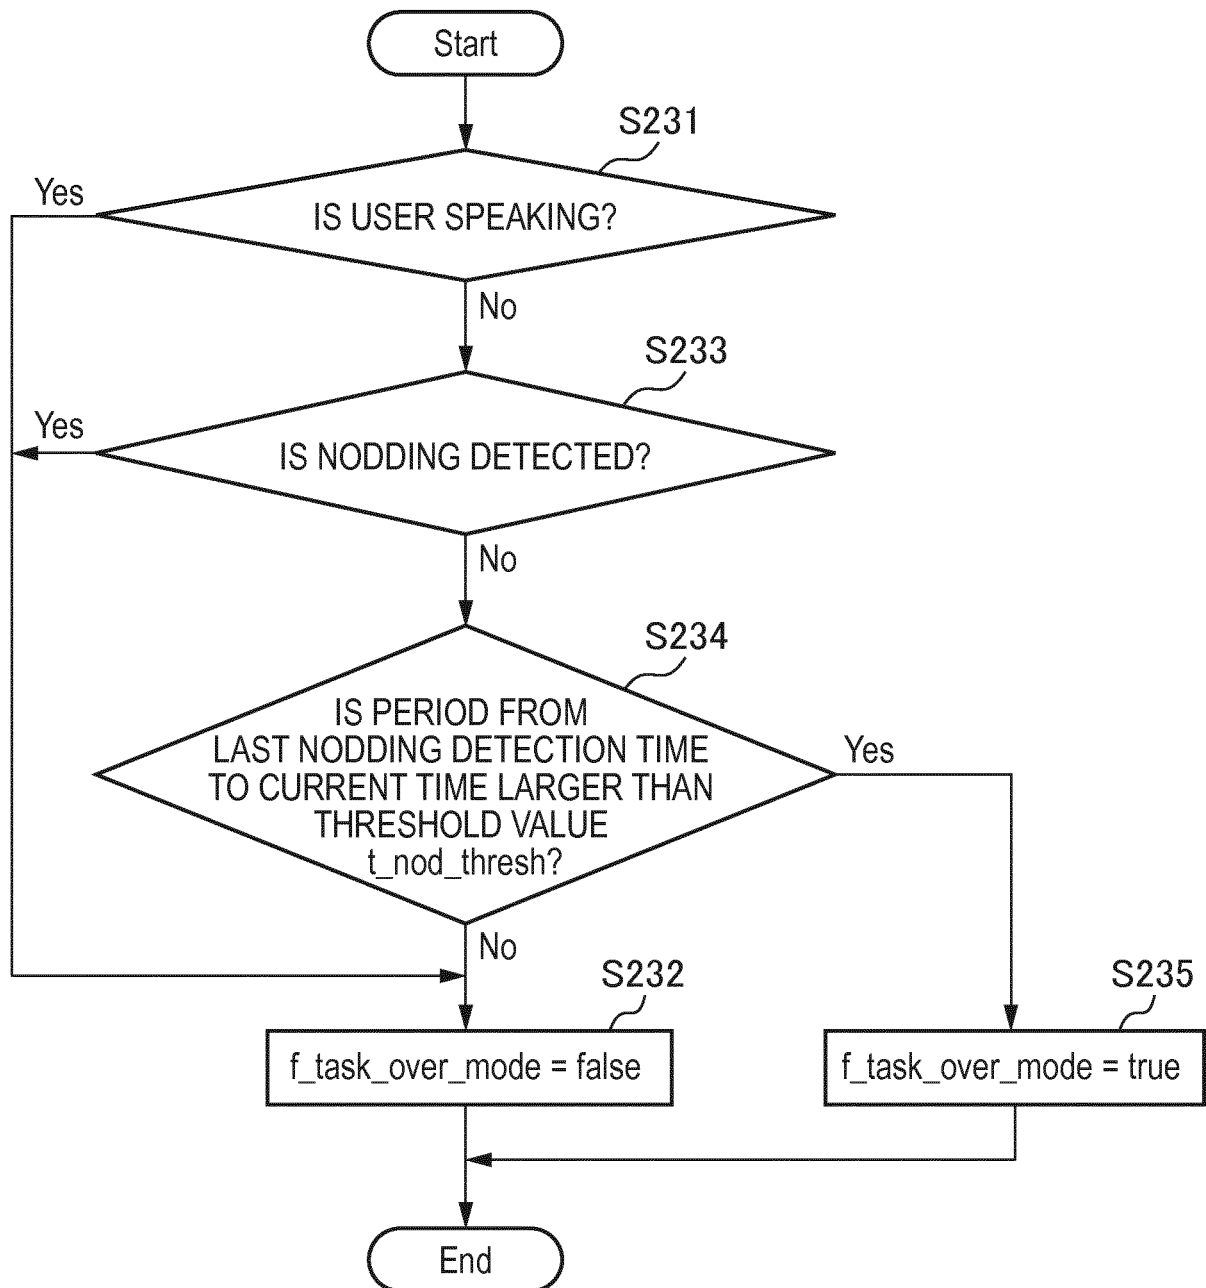 Start
S231
Yes
IS USER SPEAKING?
No
S233
Yes
IS NODDING DETECTED?
No
S234
IS PERIOD FROM
LAST NODDING DETECTION TIME
TO CURRENT TIME LARGER THAN
THRESHOLD VALUE
t_nod_thresh?
Yes
No
S232
S235
f_task_over_mode = false
f_task_over_mode = true
End